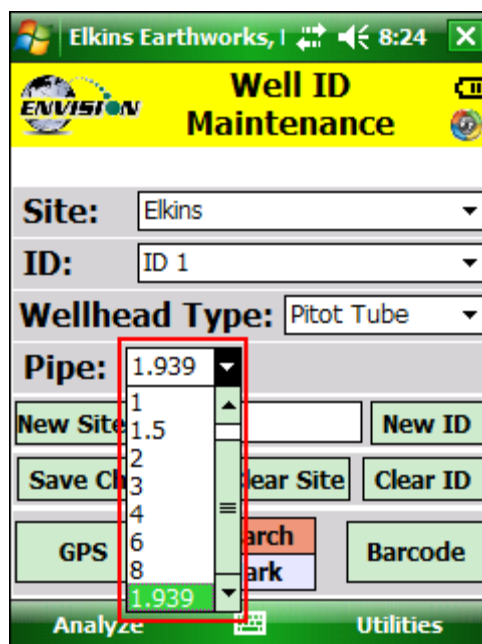 Elkins Earthworks, 8:24
ENVISION
Well ID
Maintenance
Site: Elkins
ID: ID 1
Wellhead Type: Pitot Tube
Pipe: 1.939
1
New Site New ID
1.5
2
Save Ch lear Site Clear ID
3
4
6
GPS arch Barcode
8
ark
1.939
Analyze Utilities